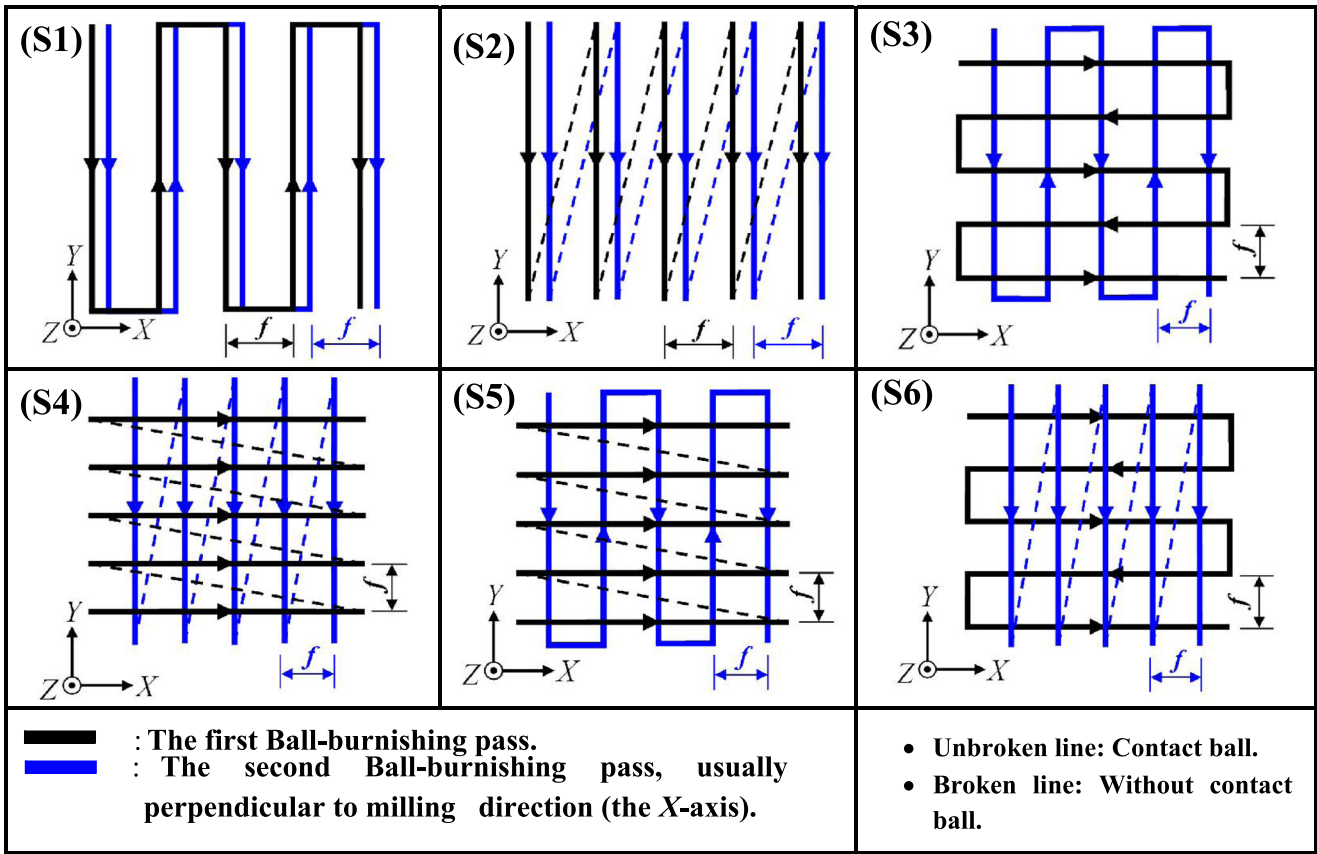 (S1)
Y
Z
X
f
f
(S2)
Y
Z
X
f
f
(S3)
Y
Z
X
f
f
(S4)
Y
Z
X
f
f
(S5)
Y
Z
X
f
f
(S6)
Y
Z
X
f
f
: The first Ball-burnishing pass.
: The second Ball-burnishing pass, usually
perpendicular to milling direction (the X-axis).
• Unbroken line: Contact ball.
• Broken line: Without contact
ball.